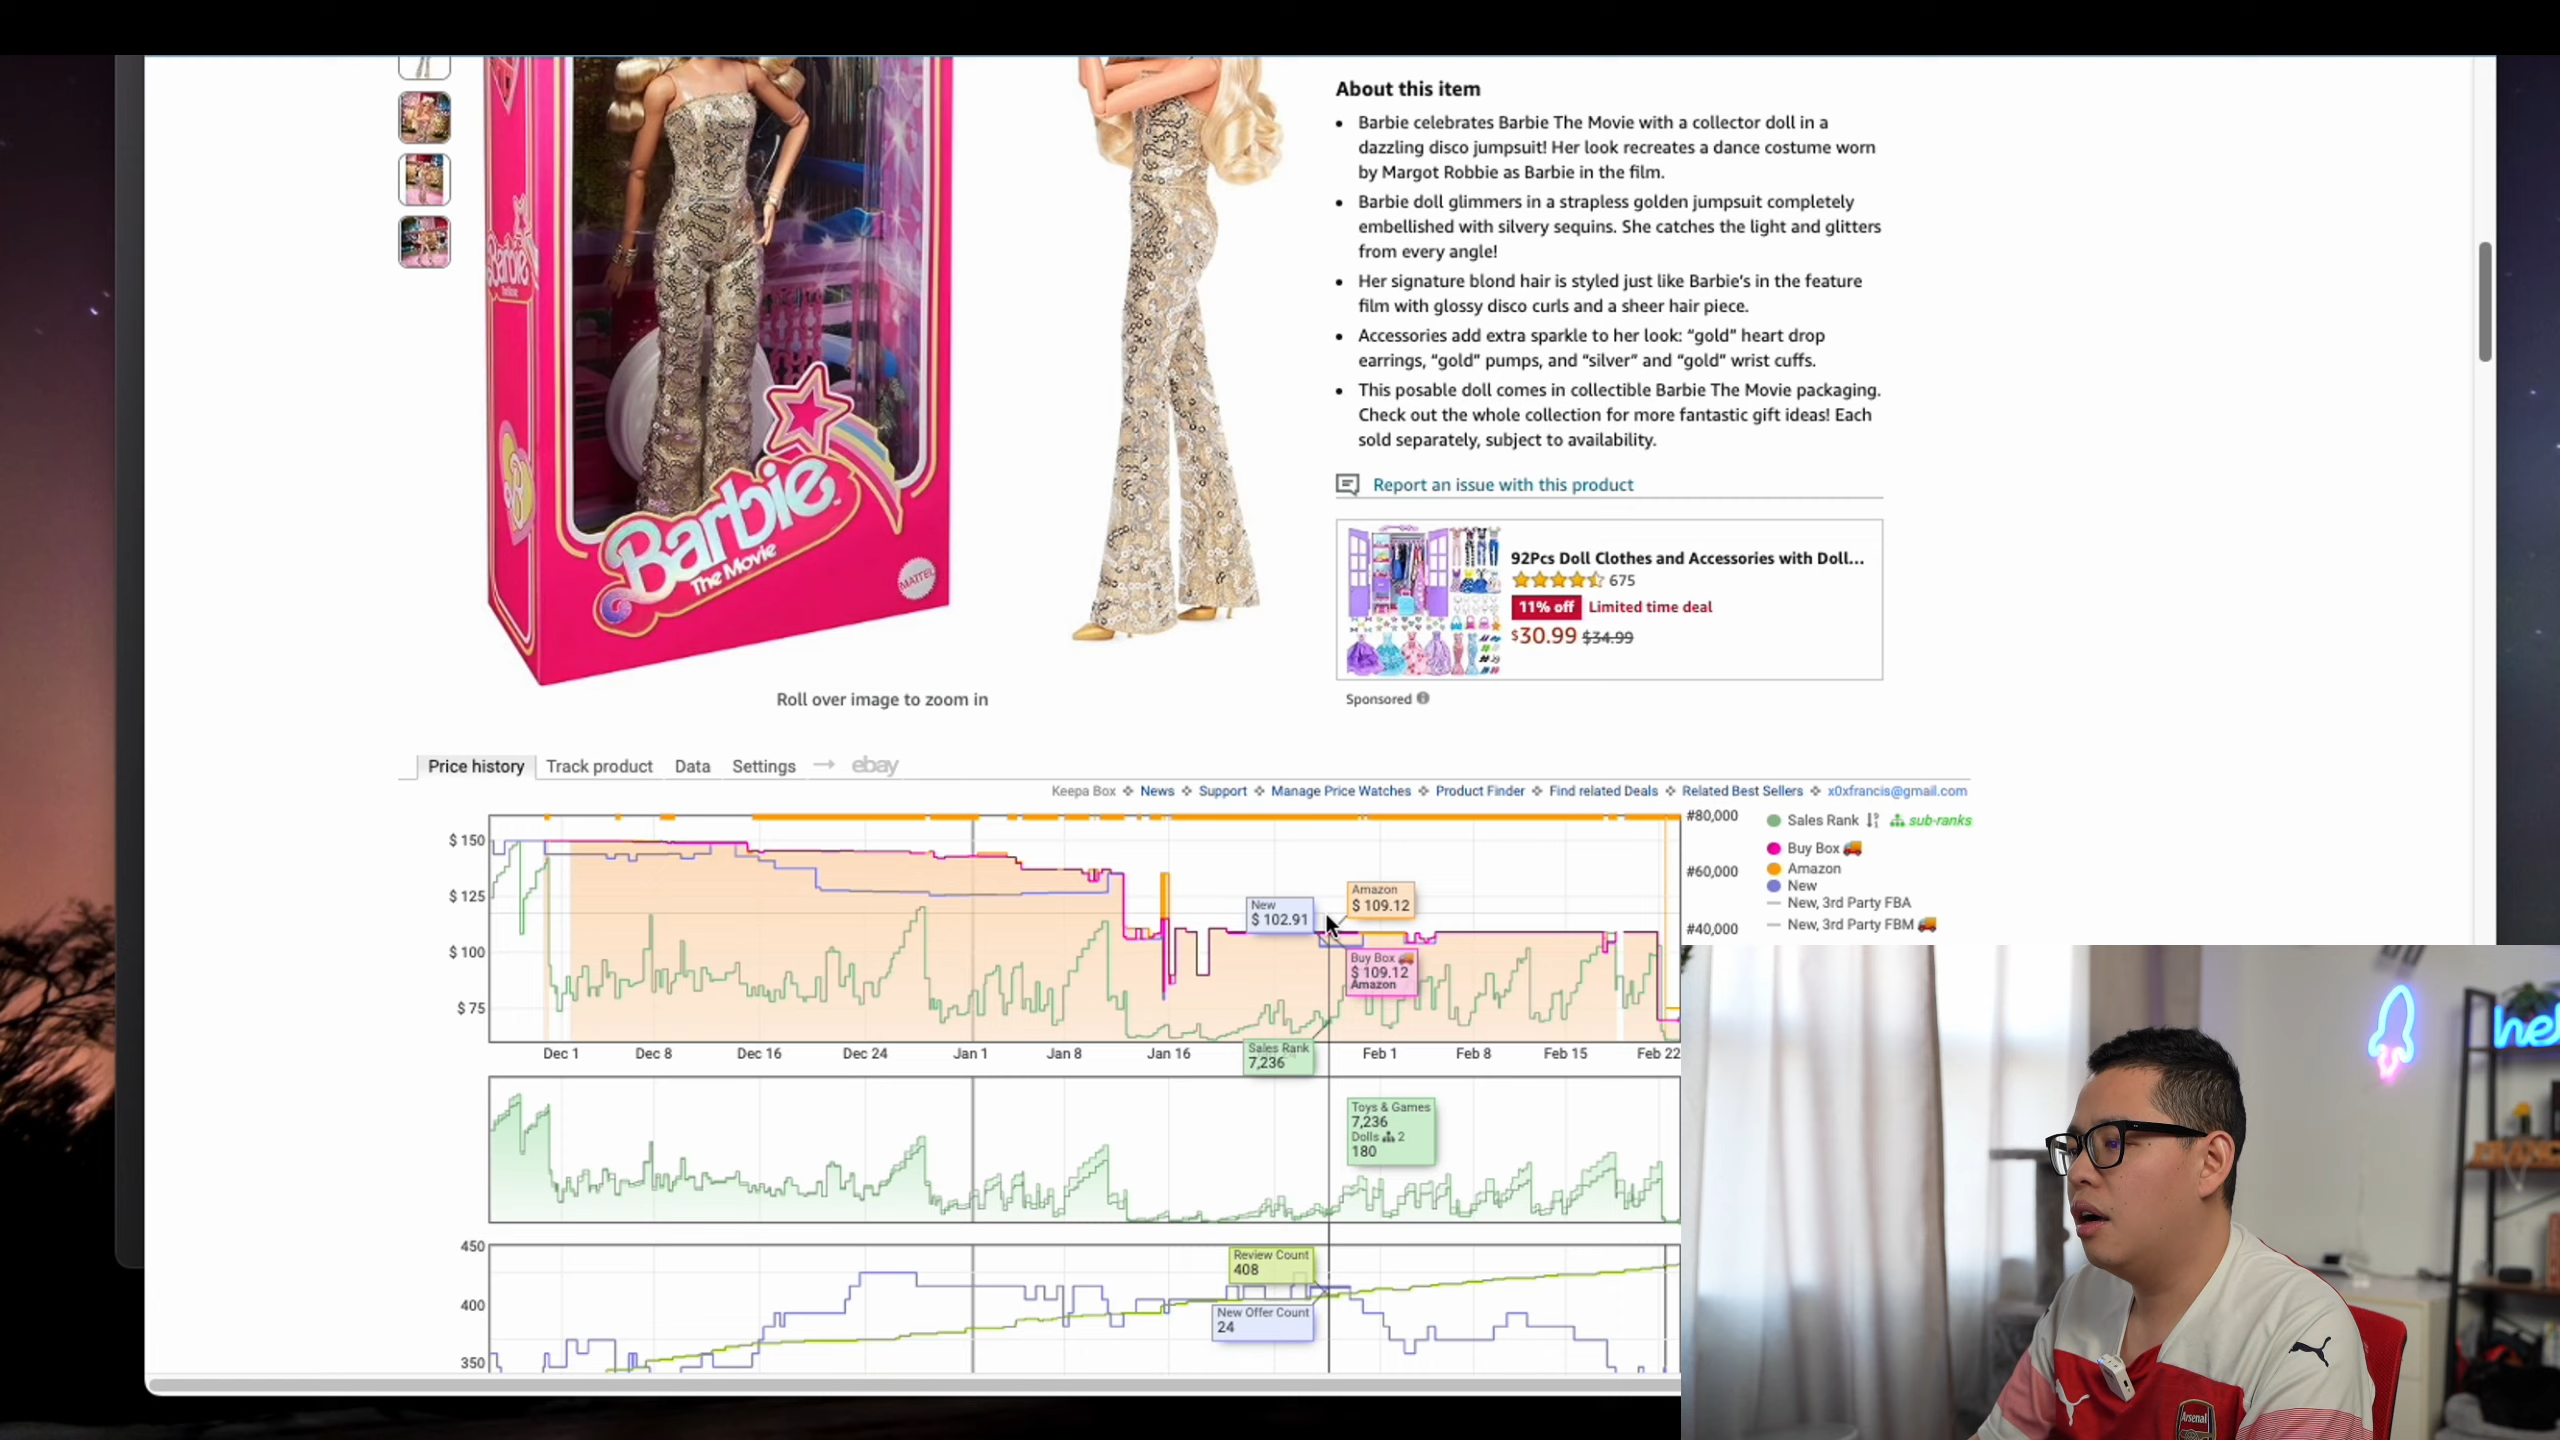 About this item
Barbie celebrates Barbie The Movie with a collector doll in a
dazzling disco jumpsuit! Her look recreates a dance costume worn
by Margot Robbie as Barbie in the film.
Barbie doll glimmers in a strapless golden jumpsuit completely
embellished with silvery sequins. She catches the light and glitters
from every angle!
Her signature blond hair is styled just like Barbie's in the feature
film with glossy disco curls and a sheer hair piece.
Accessories add extra sparkle to her look: “gold” heart drop
earrings, “gold” pumps, and “silver” and “gold” wrist cuffs.
This posable doll comes in collectible Barbie The Movie packaging.
Check out the whole collection for more fantastic gift ideas! Each
sold separately, subject to availability.
Report an issue with this product
Barbie
Barbie
The Movie
MATTEL
92Pcs Doll Clothes and Accessories with Doll...
675
11% off Limited time deal
$30.99 $34.99
Sponsored
Roll over image to zoom in
Price history Track product Data Settings → ebay
Keepa Box News Support Manage Price Watches Product Finder Find related Deals Related Best Sellers x0xfrancis@gmail.com
$ 150
$ 125
$ 100
$ 75
#80,000
#60,000
#40,000
Sales Rank sub-ranks
Buy Box
Amazon
New
New, 3rd Party FBA
New, 3rd Party FBM
New
$ 102.91
Amazon
$ 109.12
Buy Box
$ 109.12
Amazon
Sales Rank
7,236
Dec 1 Dec 8 Dec 16 Dec 24 Jan 1 Jan 8 Jan 16 Feb 1 Feb 8 Feb 15 Feb 22
Toys & Games
7,236
Dolls 2
180
450
400
350
Review Count
408
New Offer Count
24
hel
Arsenal